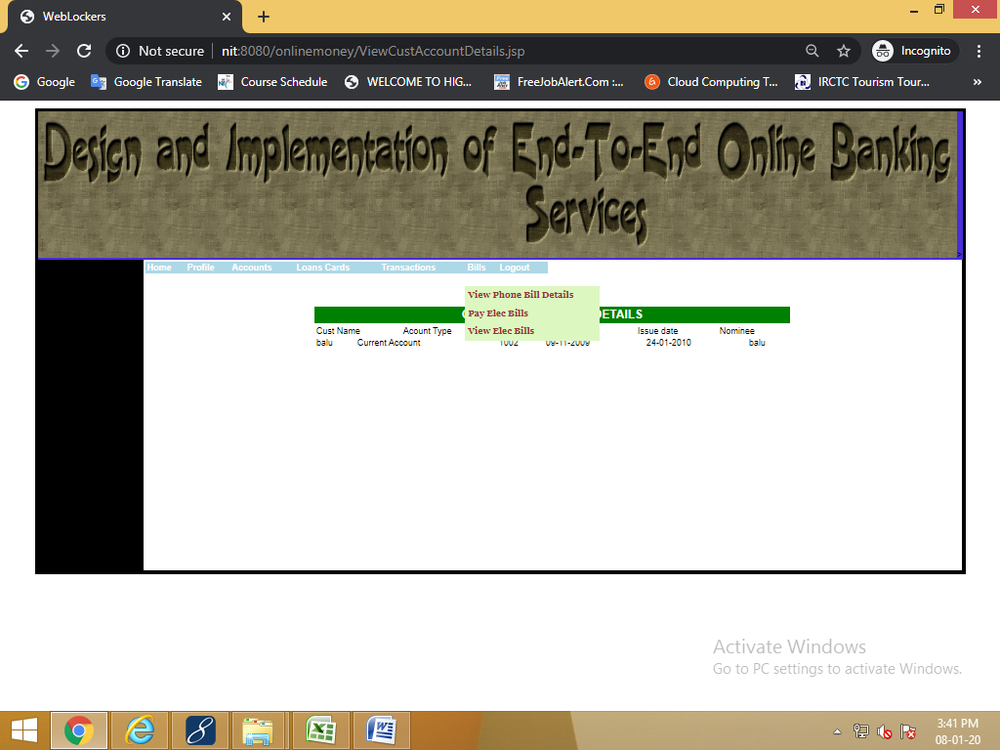 WebLockers
Not secure nit:8080/onlinemoney/ViewCustAccountDetails.jsp Incognito
Google Google Translate Course Schedule WELCOME TO HIG... FreeJobAlert.Com :... Cloud Computing T... IRCTC Tourism Tour... »
Design and Implementation of End-To-End Online Banking
Services
>
Home Profile Accounts Loans Cards Transactions Bills Logout
View Phone Bill Details
DETAILS
Pay Elec Bills
Cust Name Acount Type View Elec Bills Issue date Nominee
balu Current Account 1002 09-11-2009 24-01-2010 balu
Activate Windows
Go to PC settings to activate Windows.
3:41 PM
08-01-20